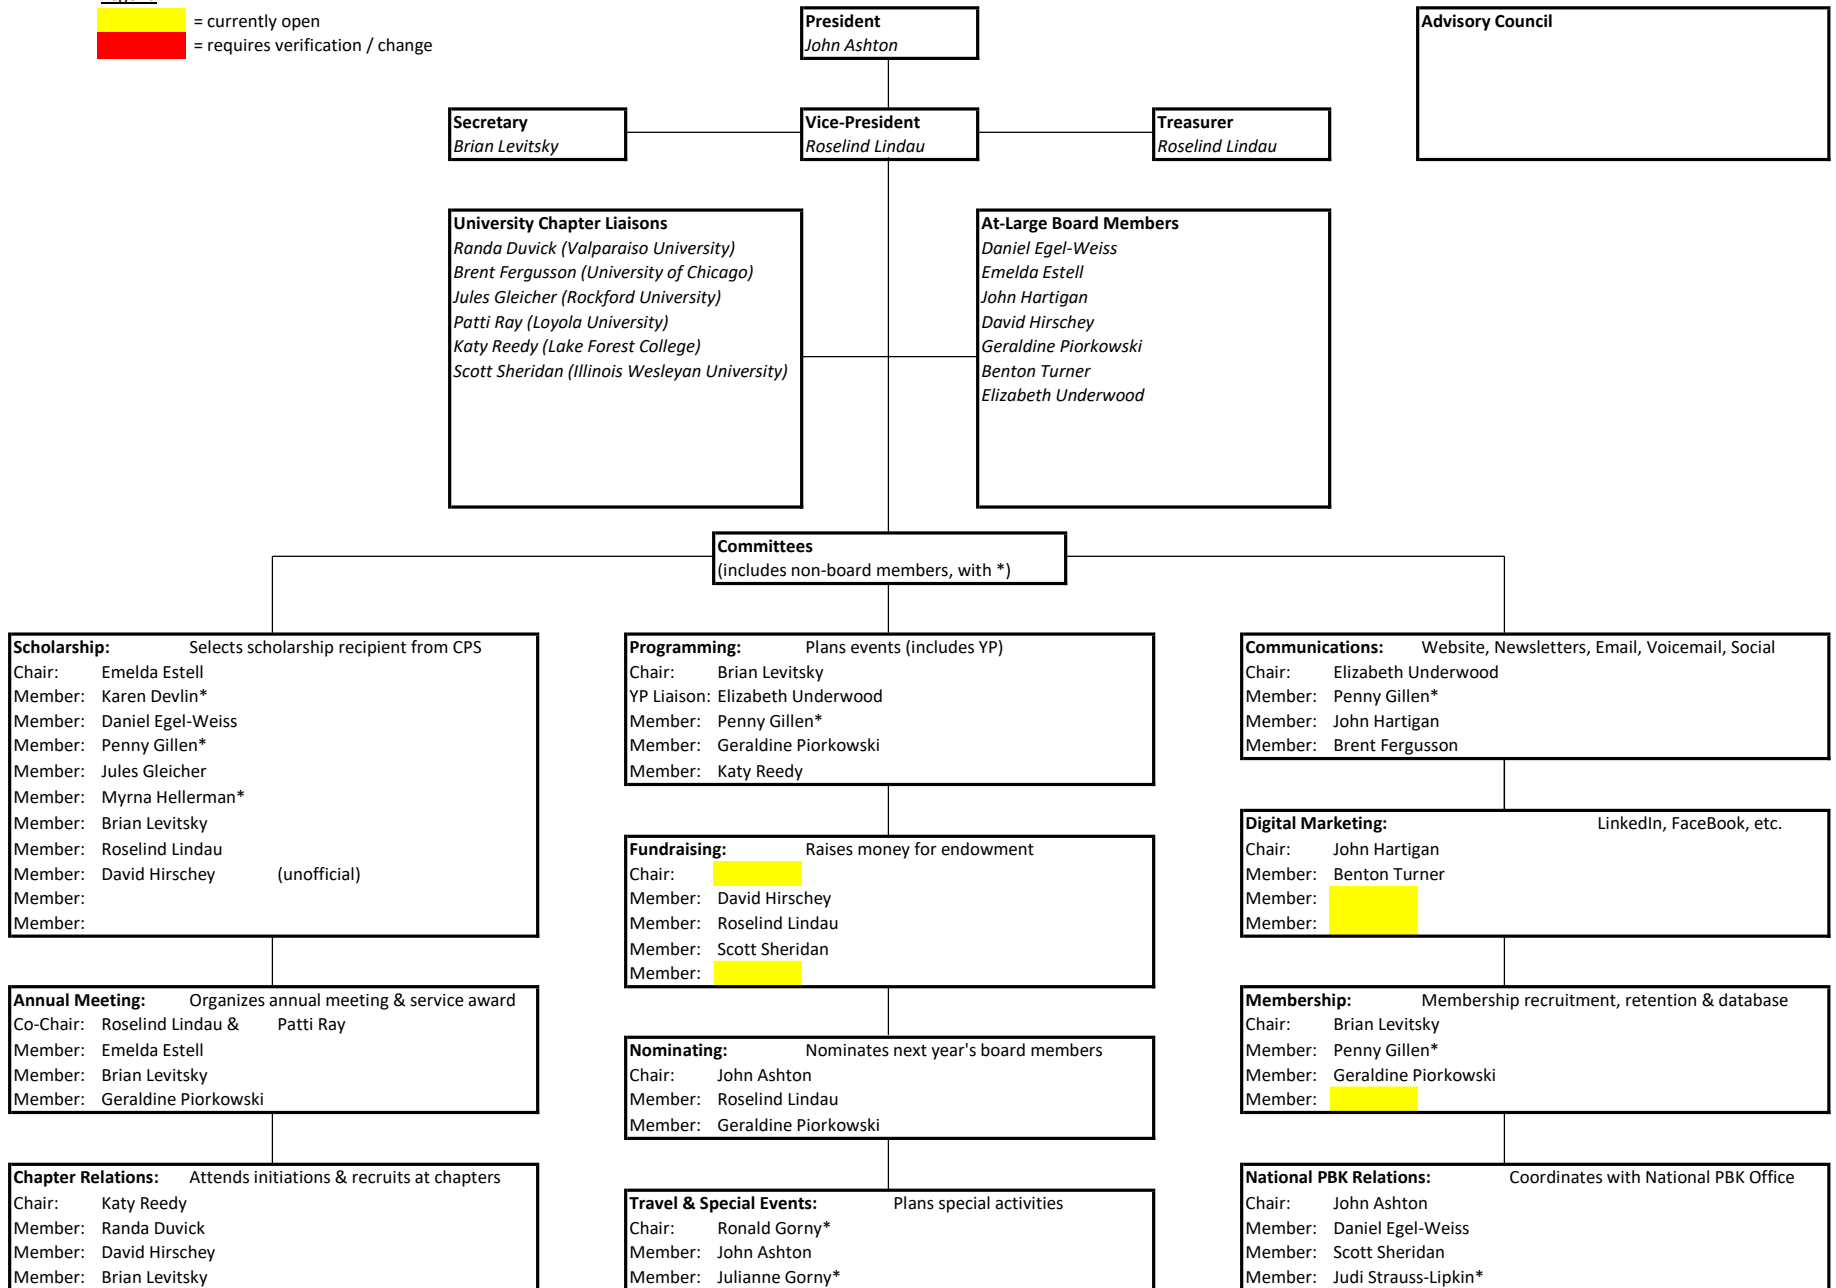 = currently open
= requires verification / change
President
John Ashton
Advisory Council
Secretary
Brian Levitsky
Vice-President
Roselind Lindau
Treasurer
Roselind Lindau
University Chapter Liaisons
Randa Duvick (Valparaiso University)
Brent Fergusson (University of Chicago)
Jules Gleicher (Rockford University)
Patti Ray (Loyola University)
Katy Reedy (Lake Forest College)
Scott Sheridan (Illinois Wesleyan University)
At-Large Board Members
Daniel Egel-Weiss
Emelda Estell
John Hartigan
David Hirschey
Geraldine Piorkowski
Benton Turner
Elizabeth Underwood
Committees
(includes non-board members, with *)
Scholarship: Selects scholarship recipient from CPS
Chair: Emelda Estell
Member: Karen Devlin*
Member: Daniel Egel-Weiss
Member: Penny Gillen*
Member: Jules Gleicher
Member: Myrna Hellerman*
Member: Brian Levitsky
Member: Roselind Lindau
Member: David Hirschey (unofficial)
Member:
Member:
Annual Meeting: Organizes annual meeting & service award
Co-Chair: Roselind Lindau & Patti Ray
Member: Emelda Estell
Member: Brian Levitsky
Member: Geraldine Piorkowski
Chapter Relations: Attends initiations & recruits at chapters
Chair: Katy Reedy
Member: Randa Duvick
Member: David Hirschey
Member: Brian Levitsky
Programming: Plans events (includes YP)
Chair: Brian Levitsky
YP Liaison: Elizabeth Underwood
Member: Penny Gillen*
Member: Geraldine Piorkowski
Member: Katy Reedy
Fundraising: Raises money for endowment
Chair:
Member: David Hirschey
Member: Roselind Lindau
Member: Scott Sheridan
Member:
Nominating: Nominates next year's board members
Chair: John Ashton
Member: Roselind Lindau
Member: Geraldine Piorkowski
Travel & Special Events: Plans special activities
Chair: Ronald Gorny*
Member: John Ashton
Member: Julianne Gorny*
Communications: Website, Newsletters, Email, Voicemail, Social
Chair: Elizabeth Underwood
Member: Penny Gillen*
Member: John Hartigan
Member: Brent Fergusson
Digital Marketing: LinkedIn, FaceBook, etc.
Chair: John Hartigan
Member: Benton Turner
Member:
Member:
Membership: Membership recruitment, retention & database
Chair: Brian Levitsky
Member: Penny Gillen*
Member: Geraldine Piorkowski
Member:
National PBK Relations: Coordinates with National PBK Office
Chair: John Ashton
Member: Daniel Egel-Weiss
Member: Scott Sheridan
Member: Judi Strauss-Lipkin*